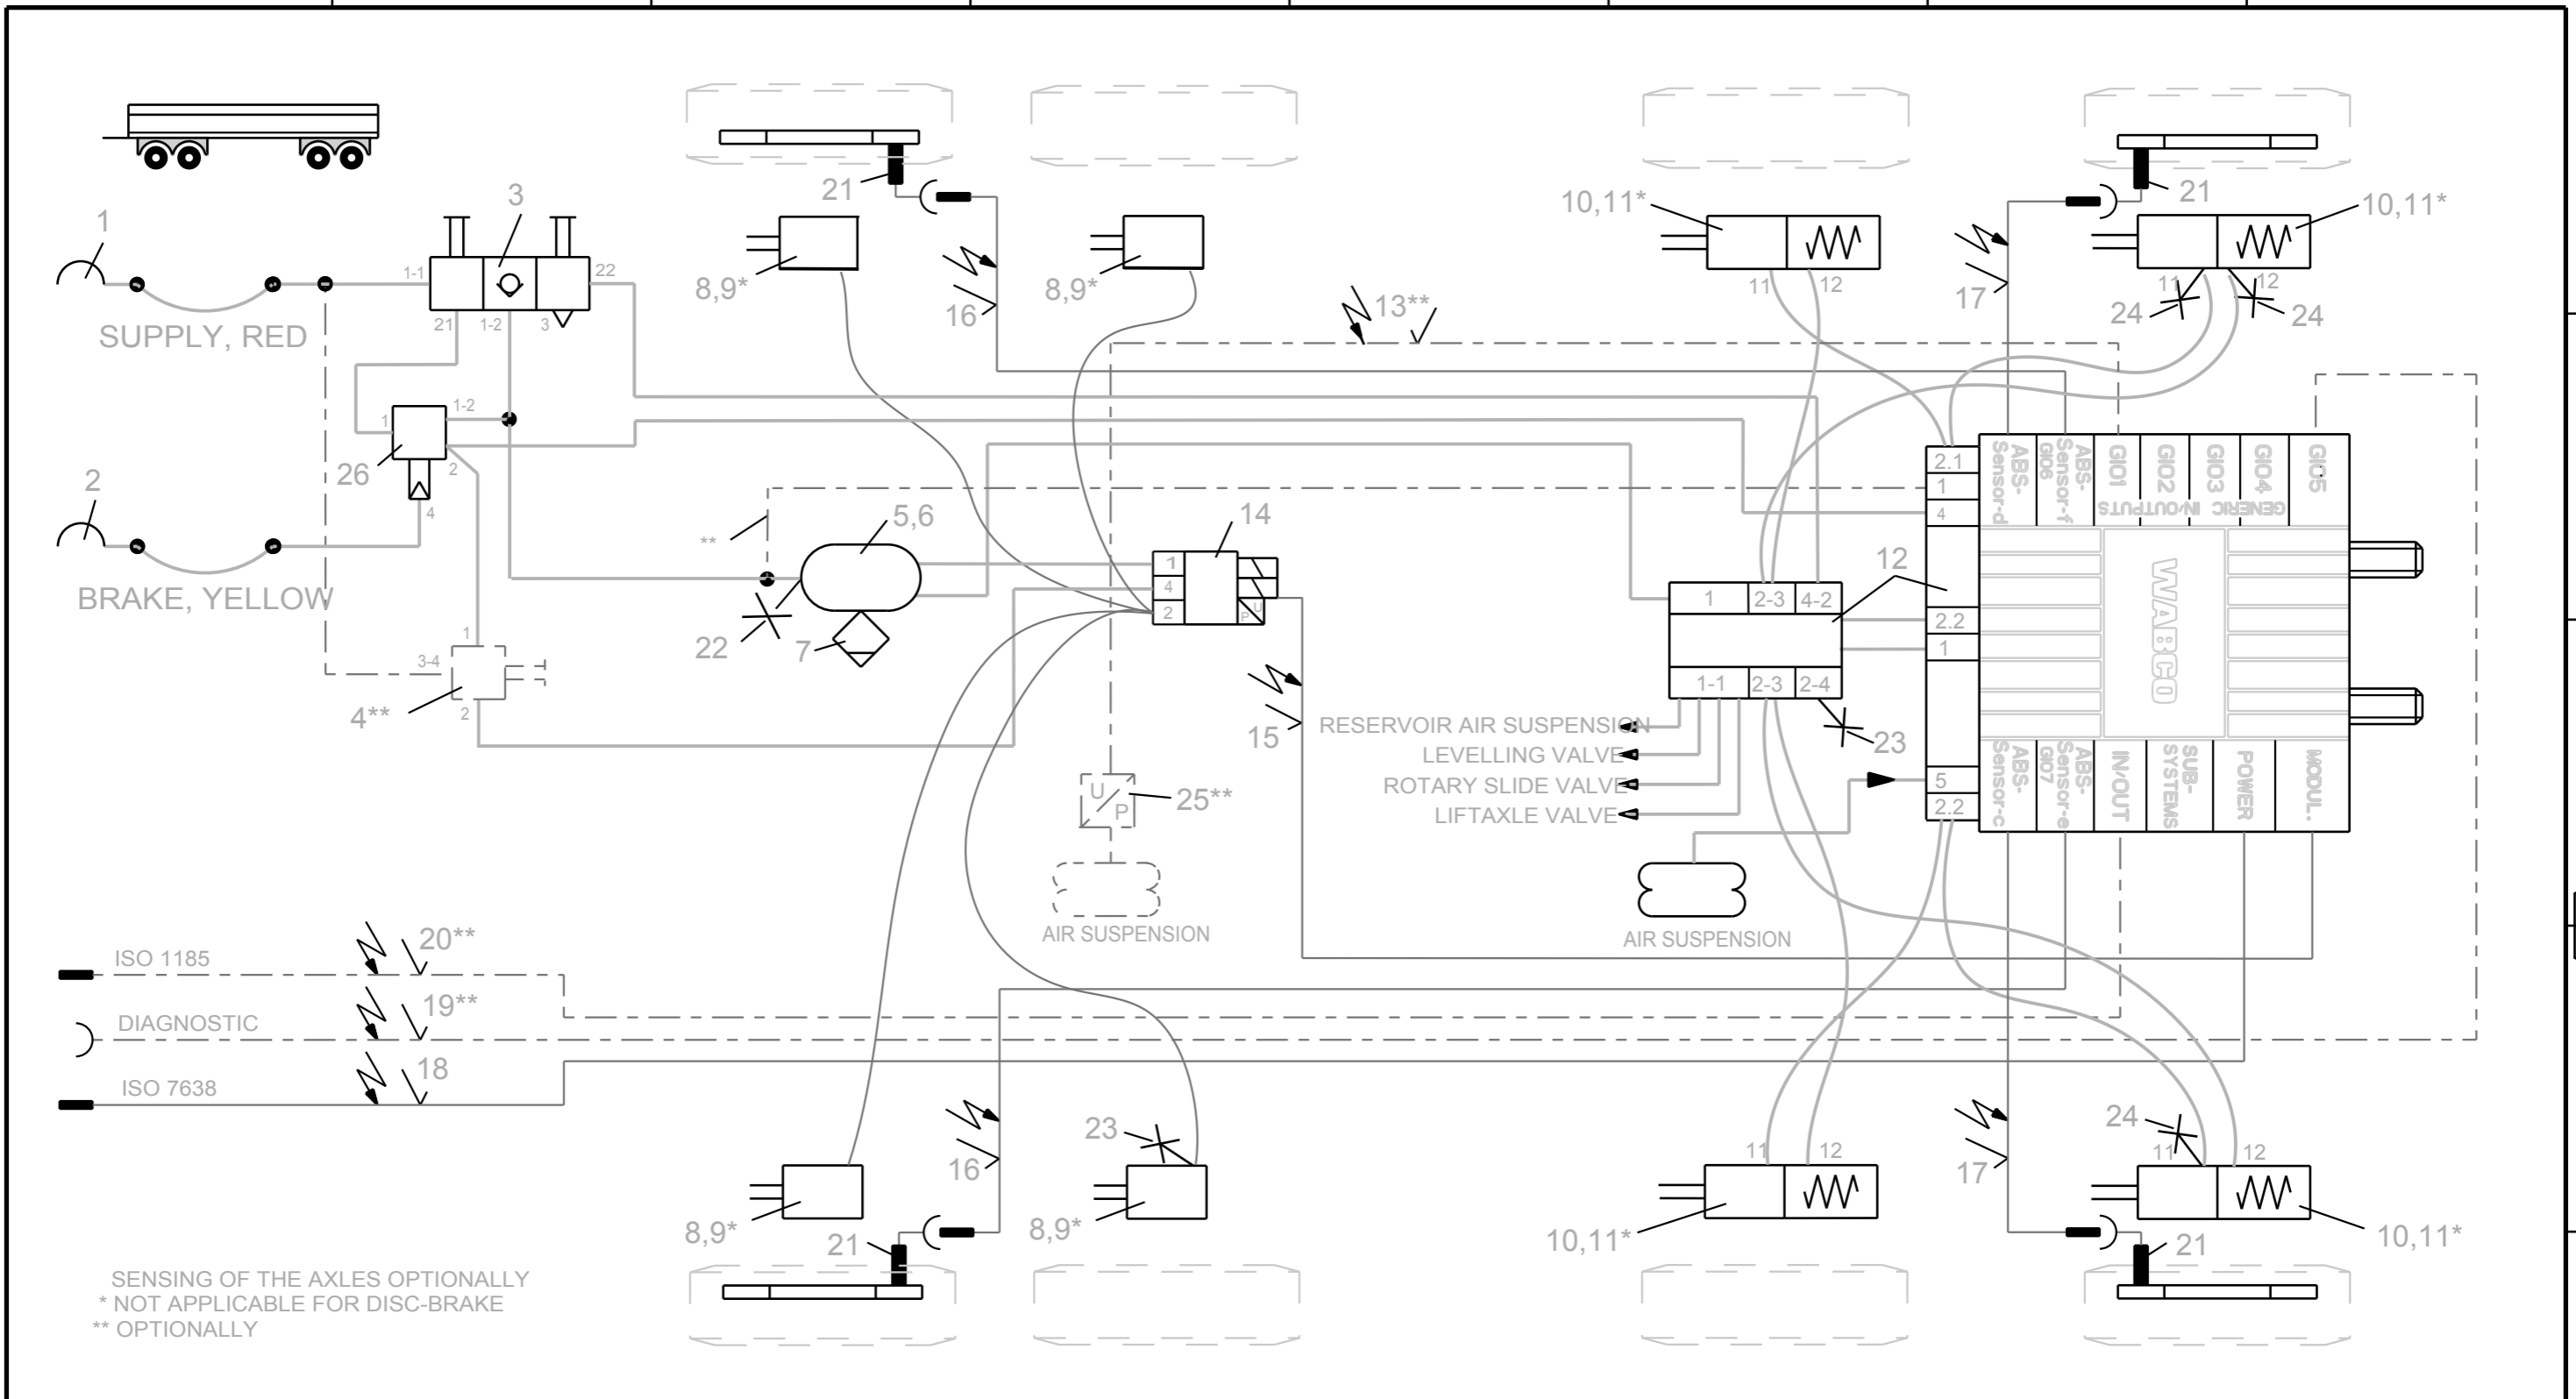 21
21
10,11*
10,11*
3
1
1-1
22
8,9*
8,9*
16
13**
11
12
17
11
12
24
24
21
1-2
3
SUPPLY, RED
1-2
1
2
26
4
2
BRAKE, YELLOW
**
5,6
14
1
4
2
U
P
22
7
12
1
2-3
4-2
1-1
2-3
2-4
23
2.1
1
4
2.2
1
5
2.2
ABS-
Sensor-d
ABS-
Sensor-f
GIO6
GIO1
GIO2
GIO3
GIO4
GIO5
GENERIC IN/OUTPUTS
WABCO
ABS-
Sensor-c
ABS-
Sensor-e
GIO7
IN/OUT
SUB-
SYSTEMS
POWER
MODUL.
1
3-4
4**
2
15
RESERVOIR AIR SUSPENSION
LEVELLING VALVE
ROTARY SLIDE VALVE
LIFTAXLE VALVE
U
P
25**
AIR SUSPENSION
AIR SUSPENSION
ISO 1185
20**
DIAGNOSTIC
19**
ISO 7638
18
16
23
11
12
17
24
11
12
8,9*
8,9*
21
10,11*
10,11*
21
SENSING OF THE AXLES OPTIONALLY
* NOT APPLICABLE FOR DISC-BRAKE
** OPTIONALLY